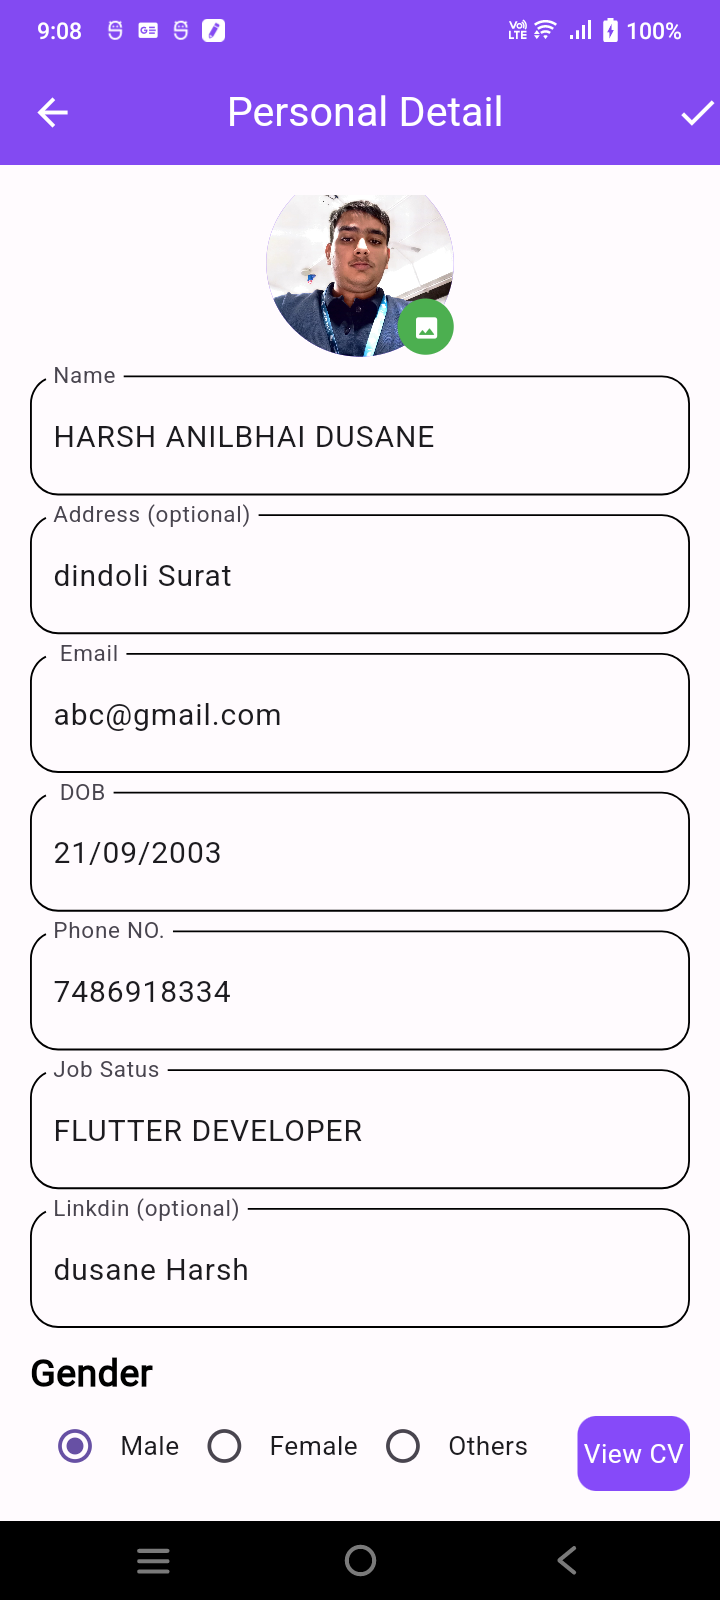 9:08
Vo)) LTE
100%
Personal Detail
Name
HARSH ANILBHAI DUSANE
Address (optional)
dindoli Surat
Email
abc@gmail.com
DOB
21/09/2003
Phone NO.
7486918334
Job Satus
FLUTTER DEVELOPER
Linkdin (optional)
dusane Harsh
Gender
Male Female Others
View CV